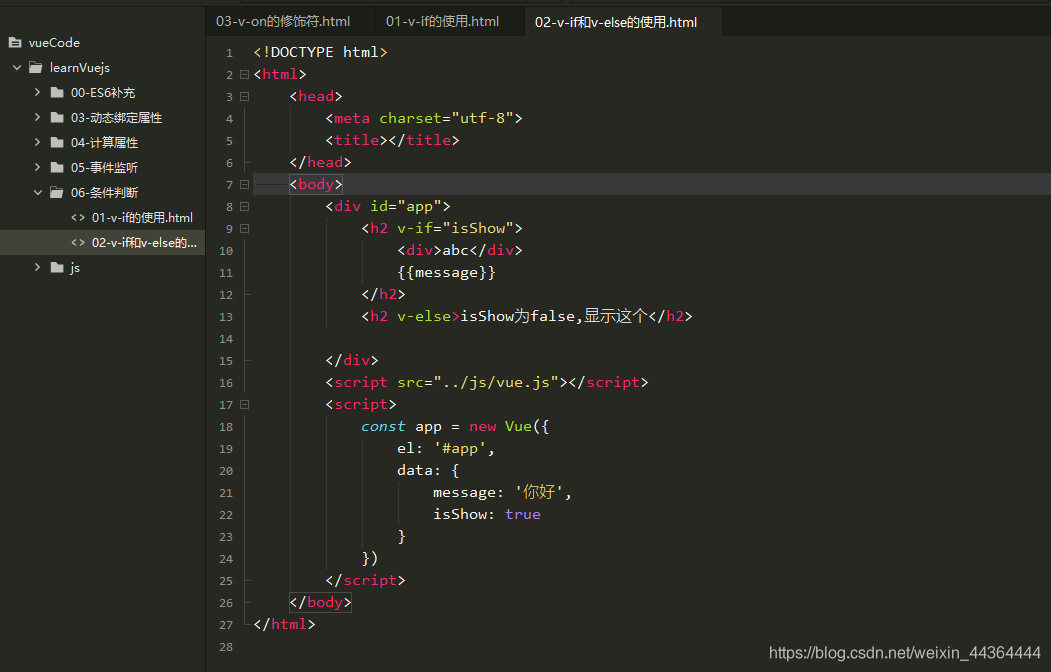 03-v-on的修饰符.html
01-v-if的使用.html
02-v-if和v-else的使用.html
vueCode
learnVuejs
00-ES6补充
03-动态绑定属性
04-计算属性
05-事件监听
06-条件判断
01-v-if的使用.html
02-v-if和v-else的...
js
1 <!DOCTYPE html>
2 <html>
3 <head>
4 <meta charset="utf-8">
5 <title></title>
6 </head>
7 <body>
8 <div id="app">
9 <h2 v-if="isShow">
10 <div>abc</div>
11 {{message}}
12 </h2>
13 <h2 v-else>isShow为false,显示这个</h2>
14
15 </div>
16 <script src="../js/vue.js"></script>
17 <script>
18 const app = new Vue({
19 el: '#app',
20 data: {
21 message: '你好',
22 isShow: true
23 }
24 })
25 </script>
26 </body>
27 </html>
28
https://blog.csdn.net/weixin_44364444